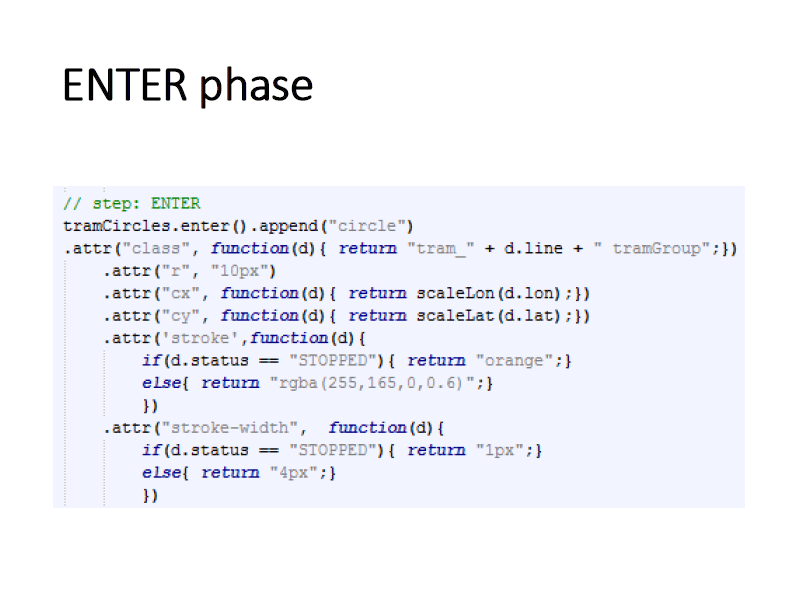 ENTER phase
// step: ENTER
tramCircles.enter().append("circle")
.attr("class", function(d){ return "tram_" + d.line + " tramGroup";})
.attr("r", "10px")
.attr("cx", function(d){ return scaleLon(d.lon);})
.attr("cy", function(d){ return scaleLat(d.lat);})
.attr('stroke',function(d){
if(d.status == "STOPPED"){ return "orange";}
else{ return "rgba(255,165,0,0.6)";}
})
.attr("stroke-width",  function(d){
if(d.status == "STOPPED"){ return "1px";}
else{ return "4px";}
})